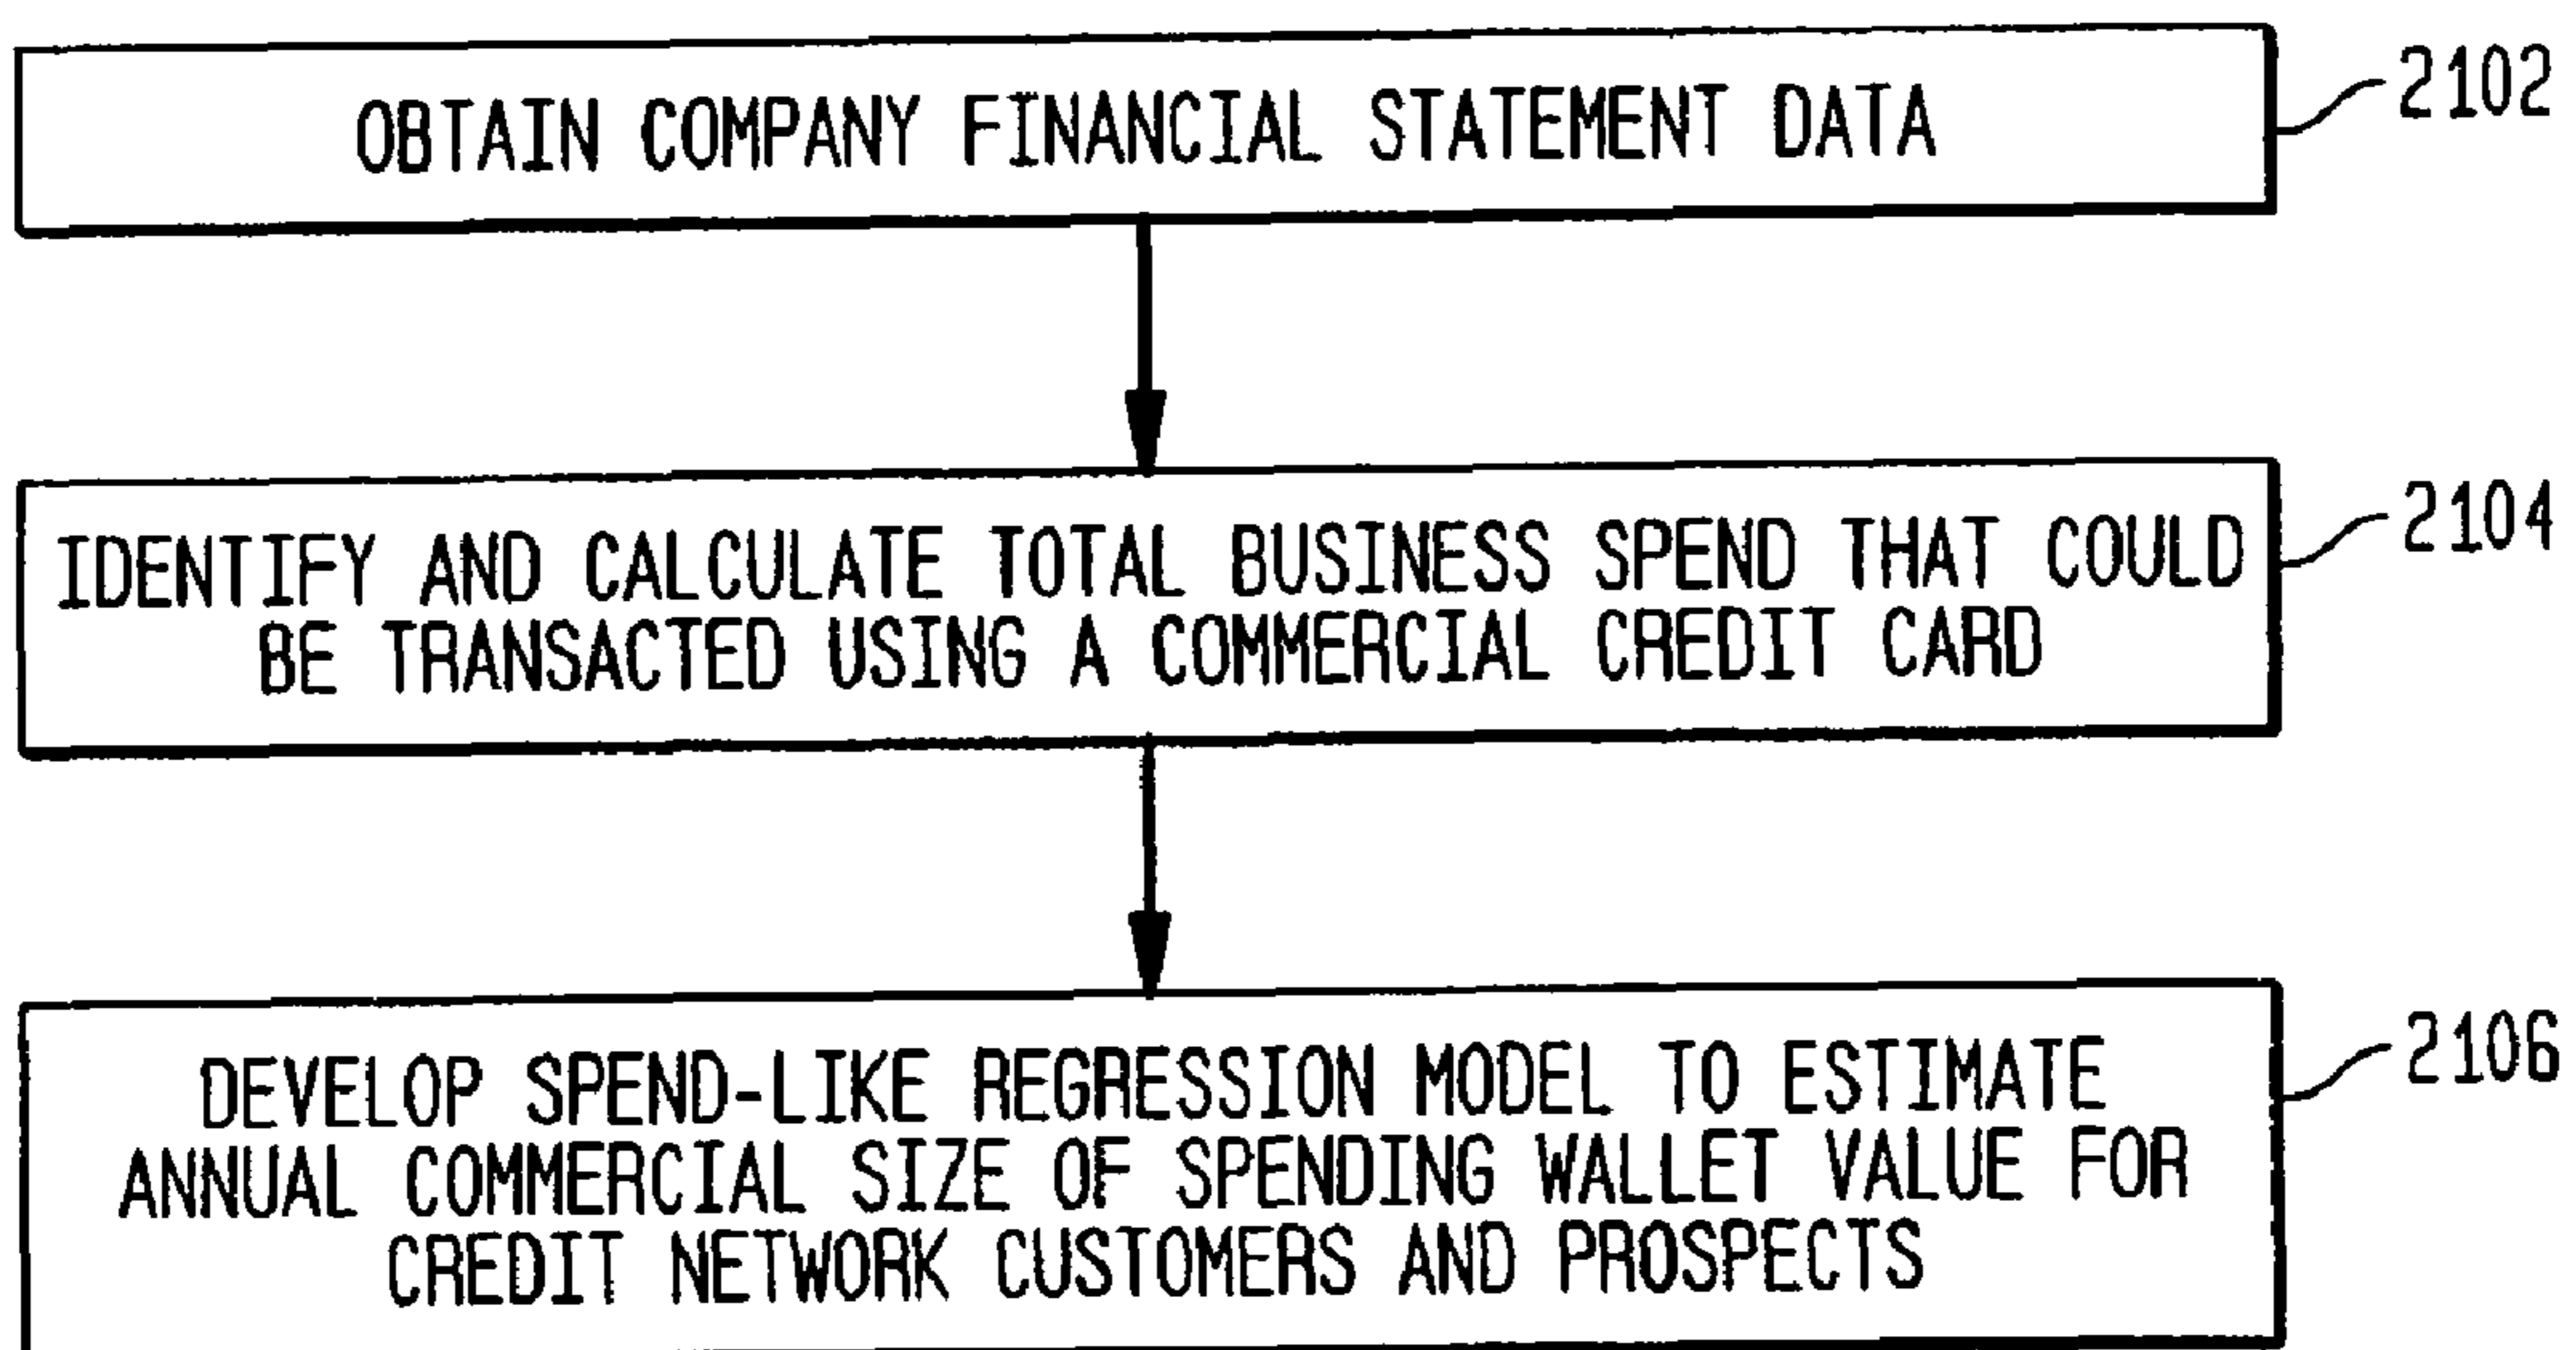 OBTAIN COMPANY FINANCIAL STATEMENT DATA
2102
IDENTIFY AND CALCULATE TOTAL BUSINESS SPEND THAT COULD
BE TRANSACTED USING A COMMERCIAL CREDIT CARD
2104
DEVELOP SPEND-LIKE REGRESSION MODEL TO ESTIMATE
ANNUAL COMMERCIAL SIZE OF SPENDING WALLET VALUE FOR
CREDIT NETWORK CUSTOMERS AND PROSPECTS
2106